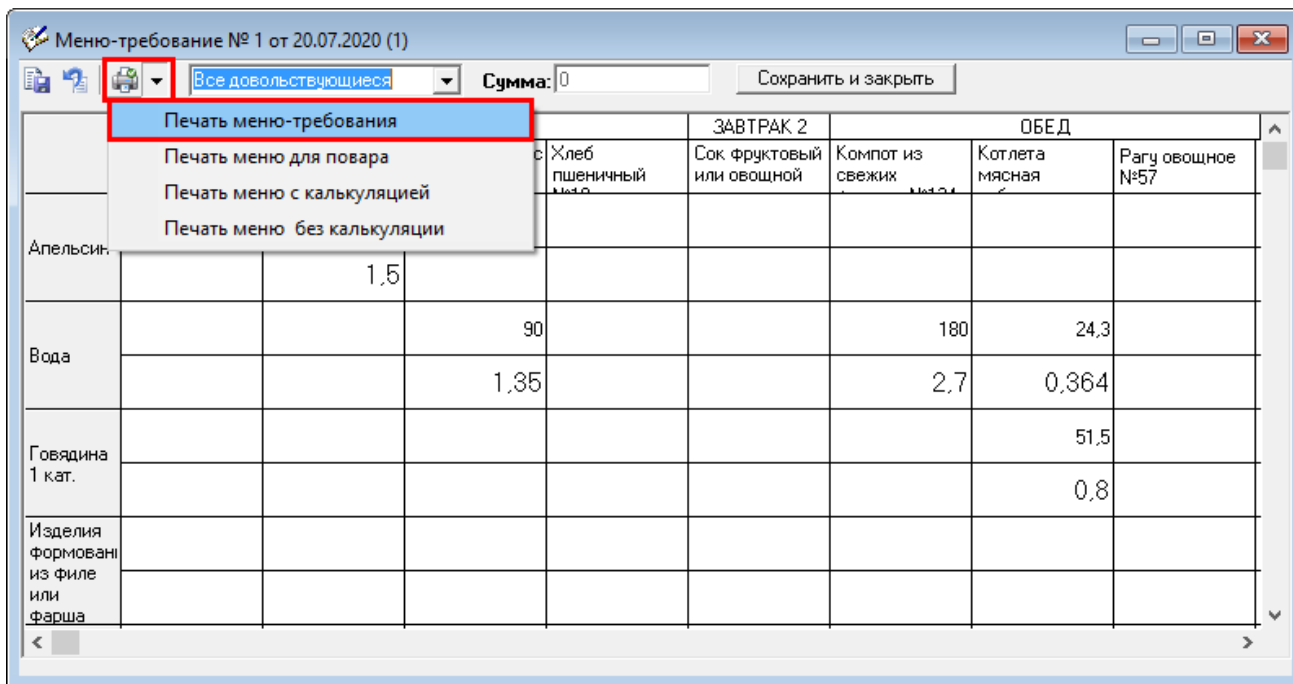 Меню-требование № 1 от 20.07.2020 (1)
Все довольствующиеся Сумма: 0 Сохранить и закрыть
Печать меню-требования
Печать меню для повара
Печать меню с калькуляцией
Печать меню без калькуляции
ЗАВТРАК 2 ОБЕД
Хлеб пшеничный
Сок фруктовый или овощной
Компот из свежих
Котлета мясная
Рагу овощное №57
1,5
Вода
90 180 24,3
1,35 2,7 0,364
Говядина 1 кат.
51,5
0,8
Изделия
формован
из филе
или
фарша